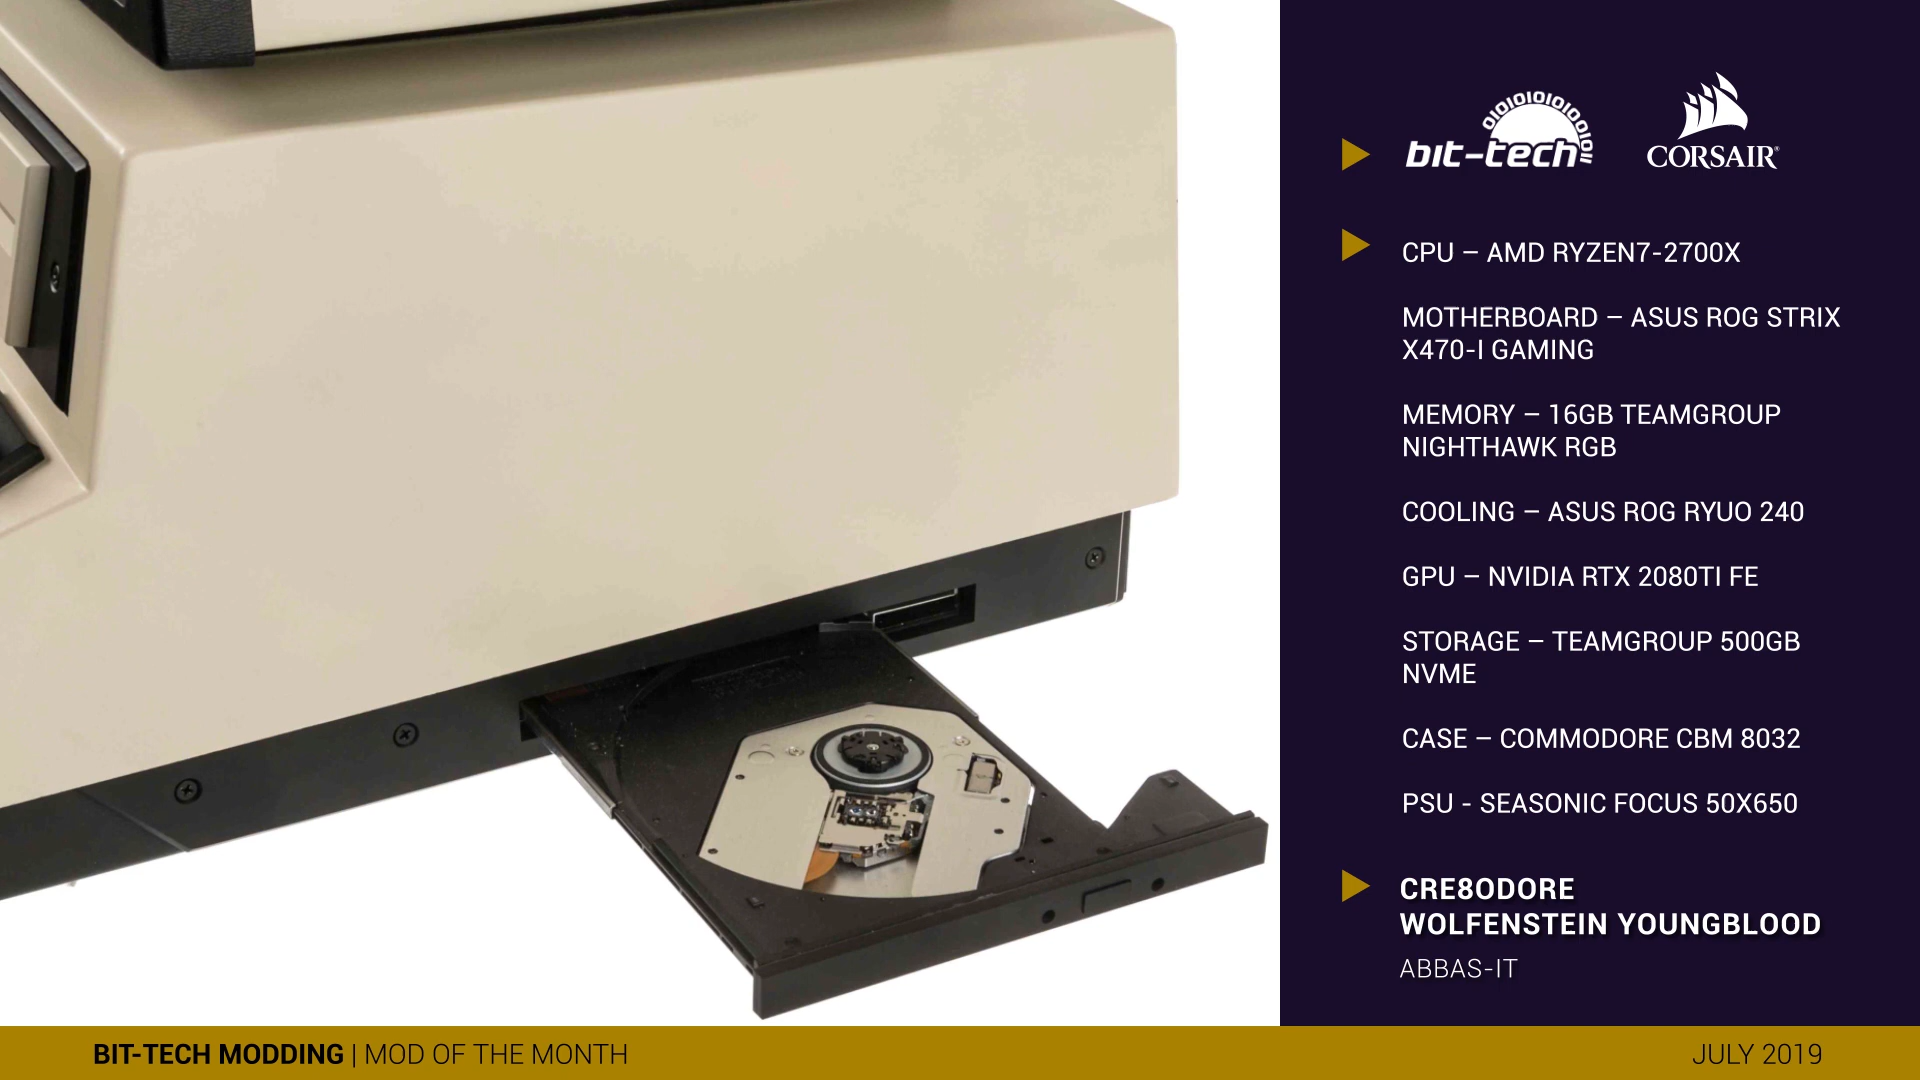 0101010101010011
bit-tech
CORSAIR
CPU – AMD RYZEN7-2700X
MOTHERBOARD – ASUS ROG STRIX
X470-I GAMING
MEMORY – 16GB TEAMGROUP
NIGHTHAWK RGB
COOLING – ASUS ROG RYUO 240
GPU – NVIDIA RTX 2080TI FE
STORAGE – TEAMGROUP 500GB
NVME
CASE – COMMODORE CBM 8032
PSU - SEASONIC FOCUS 50X650
CRE8ODORE
WOLFENSTEIN YOUNGBLOOD
ABBAS-IT
BIT-TECH MODDING | MOD OF THE MONTH
JULY 2019